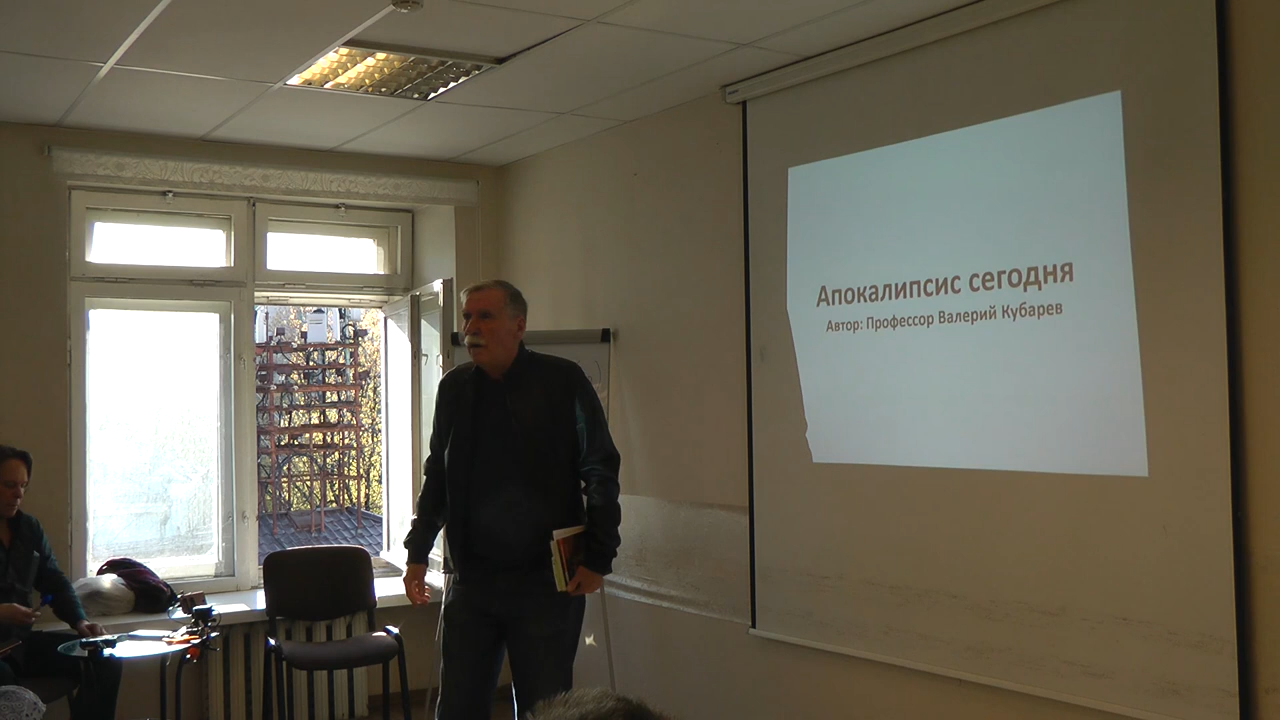 Апокалипсис сегодня
Автор: Профессор Валерий Кубарев